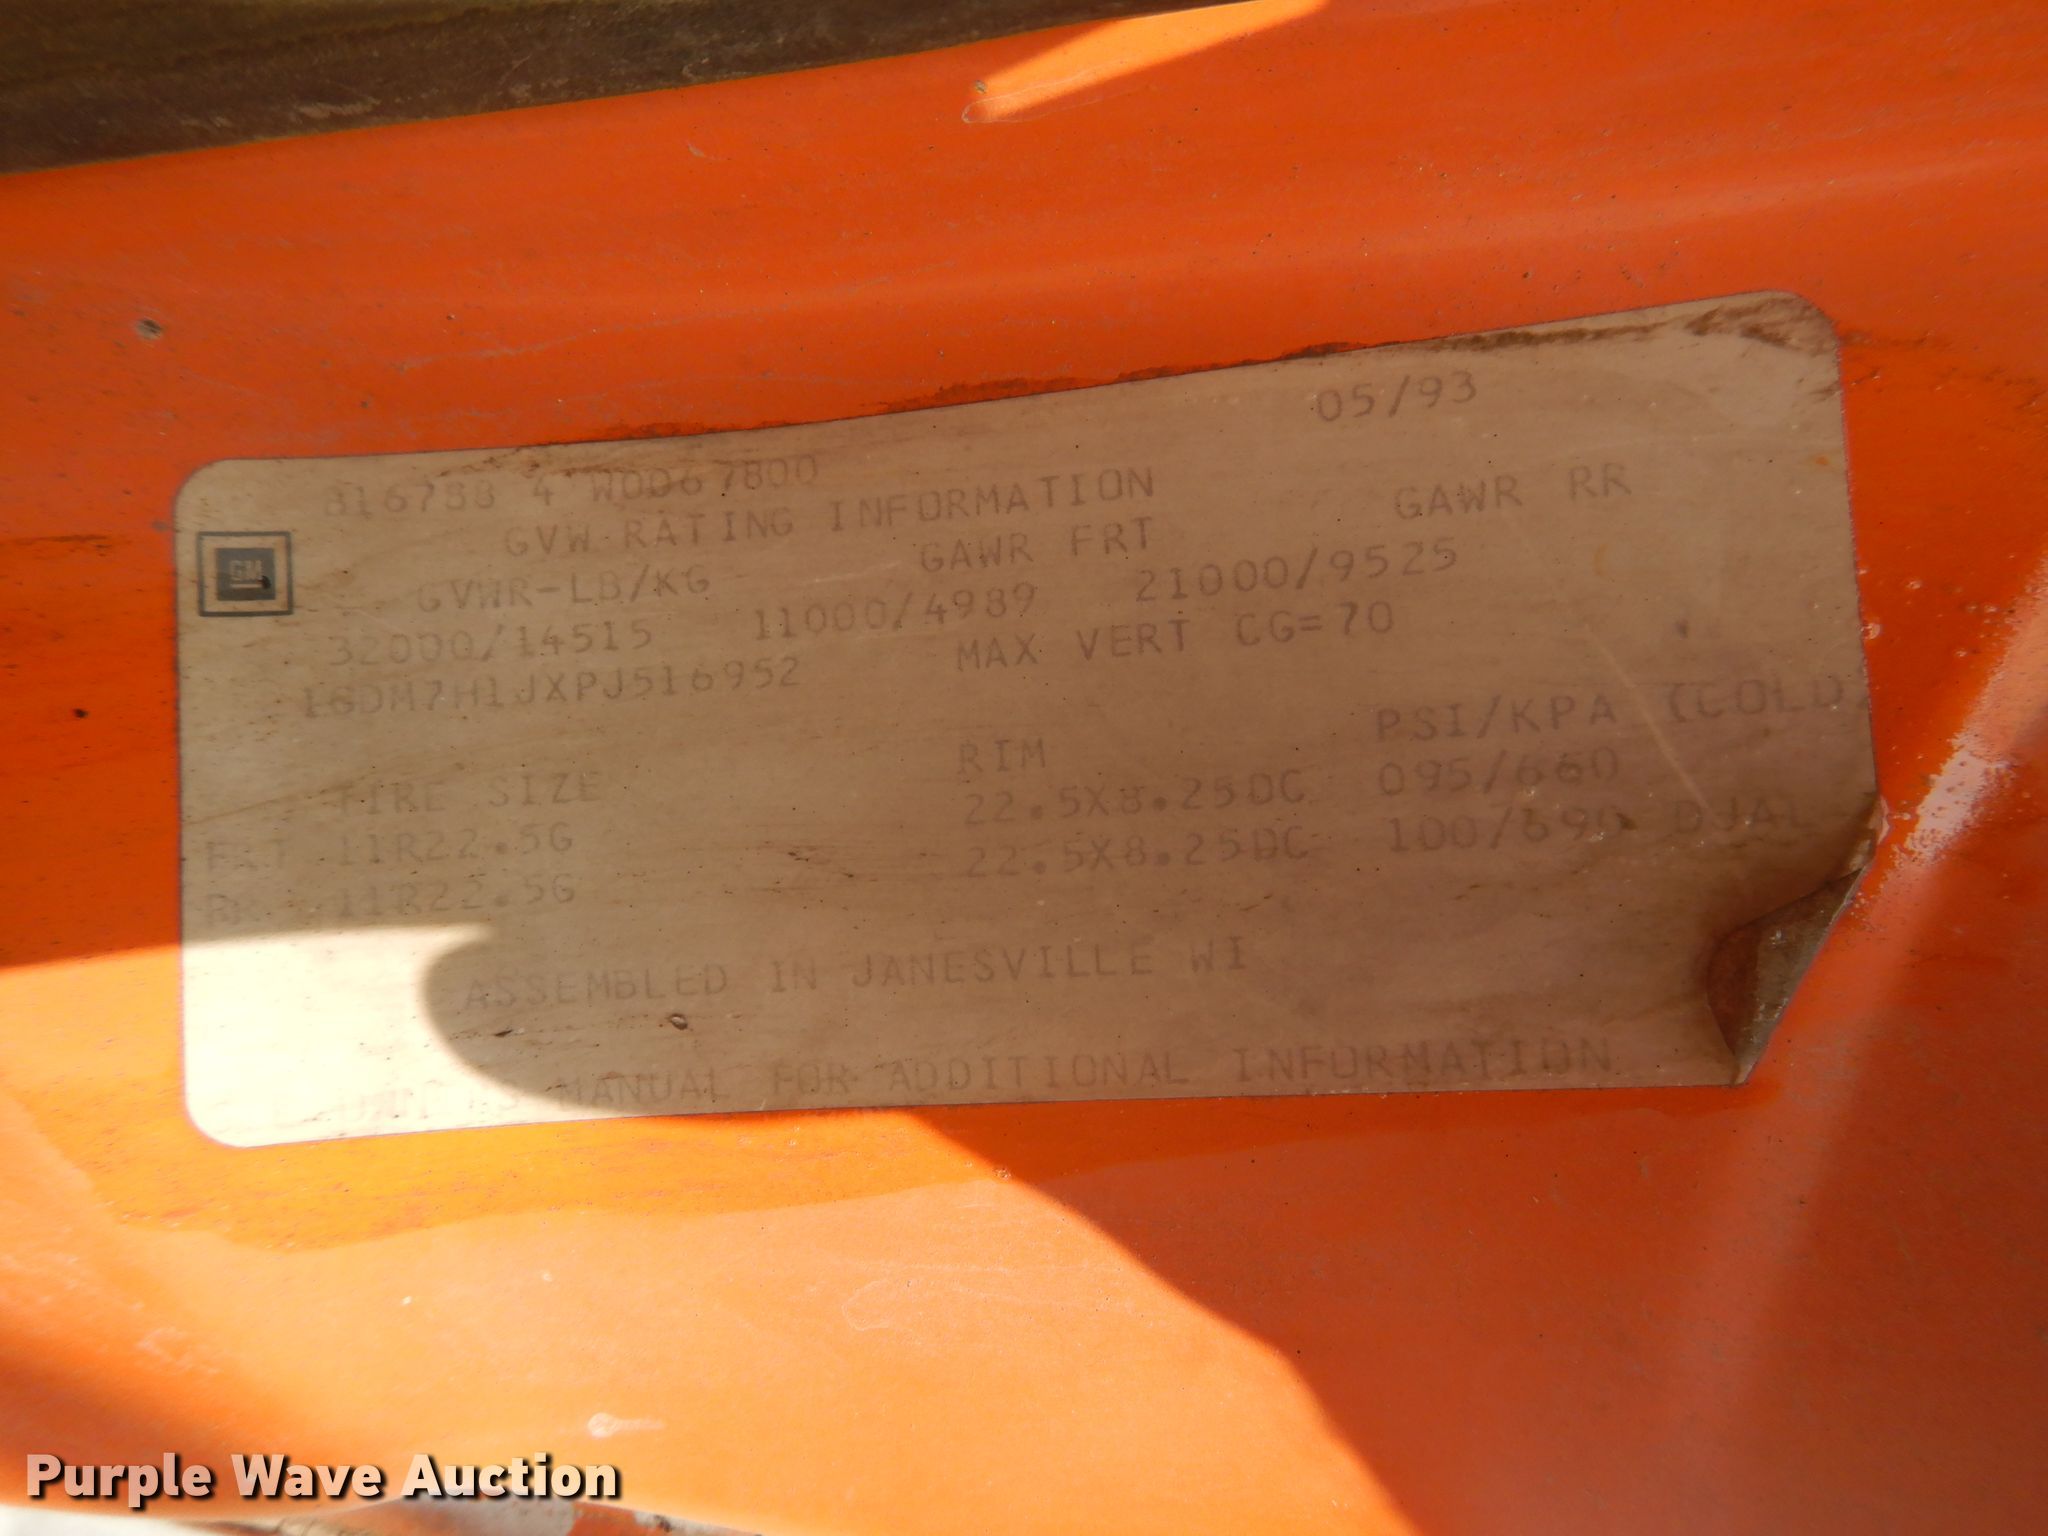 05/93
816788 4 W0067800
GVW RATING INFORMATION
GM
GVWR-LB/KG GAWR FRT GAWR RR
32000/14515 11000/4989 21000/9525
1GDM7H1JXPJ516952 MAX VERT CG=70
TIRE SIZE RIM PSI/KPA (COLD)
FRT 11R22.5G 22.5X8.25DC 095/660
RR 11R22.5G 22.5X8.25DC 100/690 DUAL
ASSEMBLED IN JANESVILLE WI
MANUAL FOR ADDITIONAL INFORMATION
Purple Wave Auction